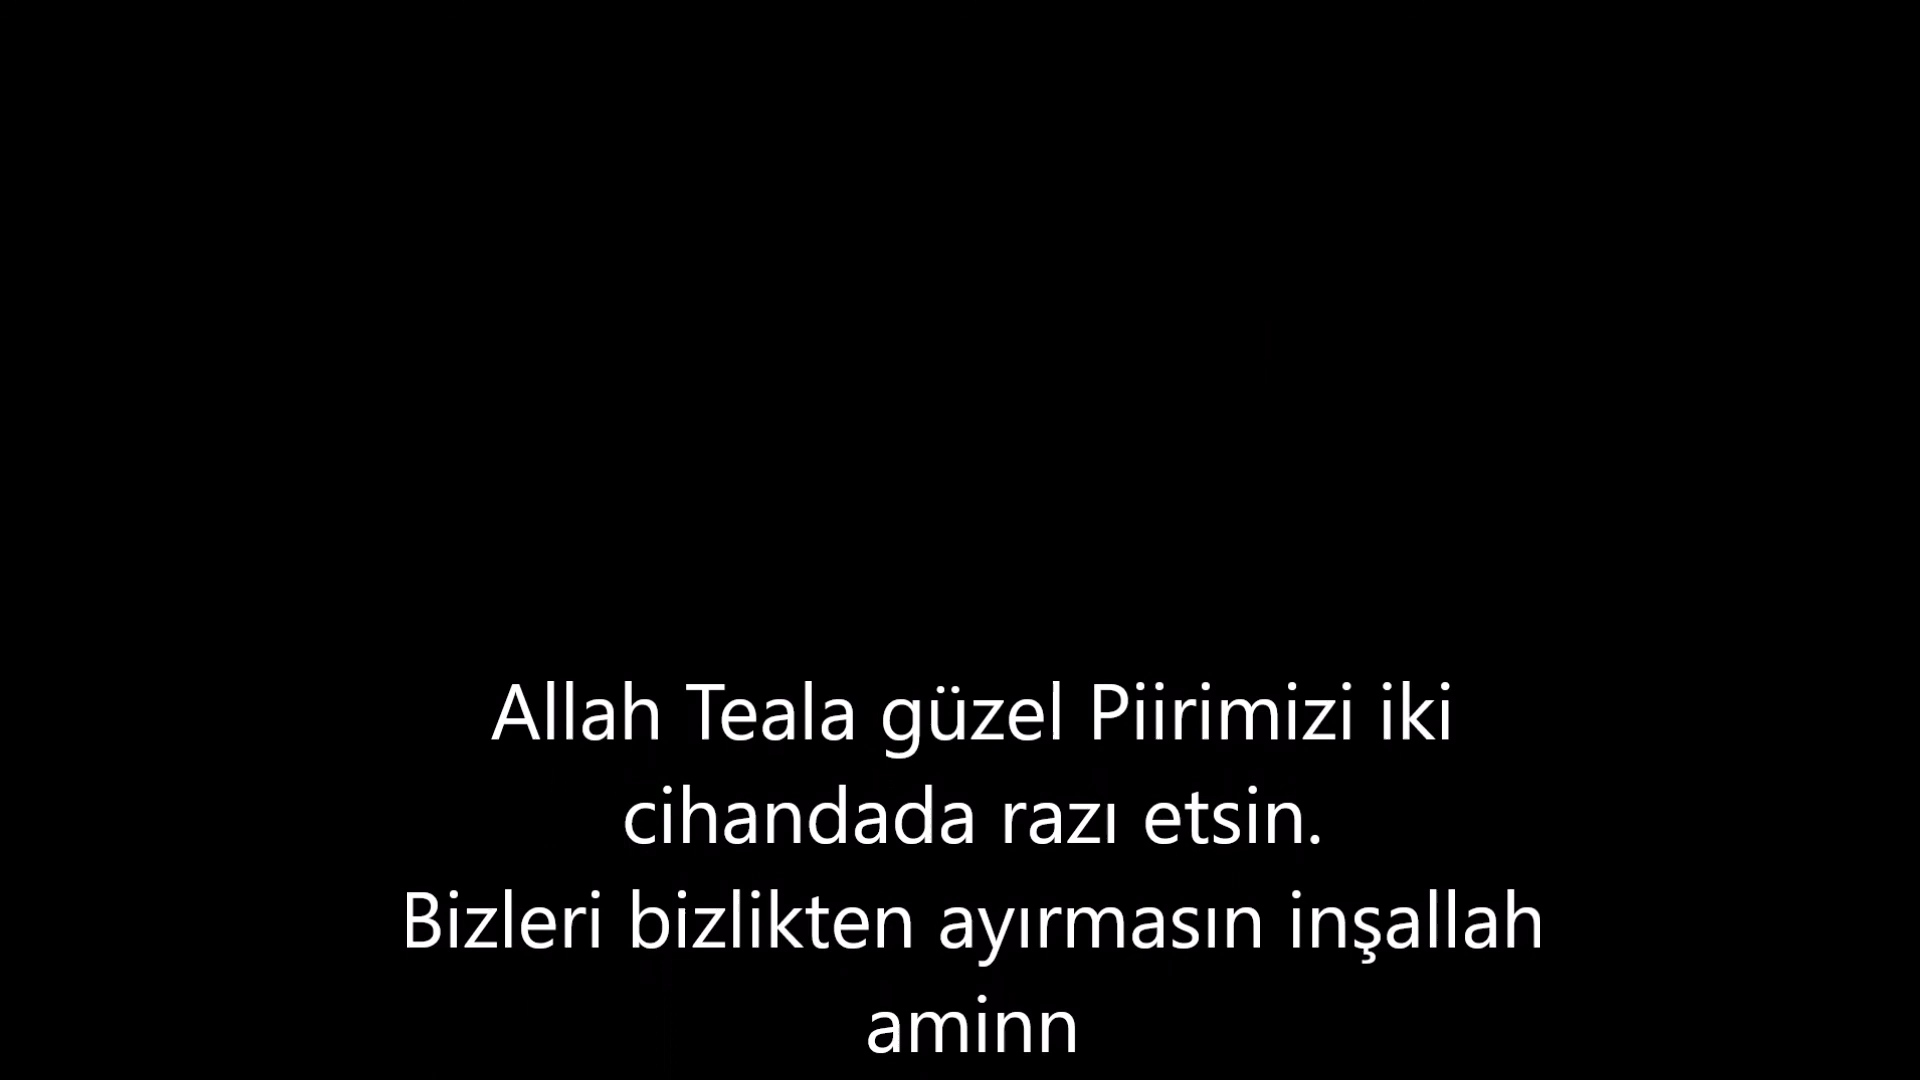 Allah Teala güzel Piirimizi iki
cihandada razı etsin.
Bizleri bizlikten ayırmasın inşallah
aminn